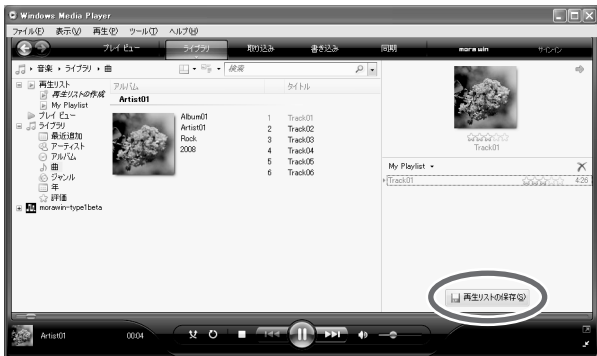 Windows Media Player
ファイル(F) 表示(V) 再生(P) ツール(T) ヘルプ(H)
プレイ ビュー ライブラリ 取り込み 書き込み 同期 mora win サインイン
音楽 ライブラリ 曲 検索
再生リスト
再生リストの作成
My Playlist
プレイ ビュー
ライブラリ
最近追加
アーティスト
アルバム
曲
ジャンル
年
評価
morawin-type1beta
アルバム タイトル
Artist01
Album01 1 Track01
Artist01 2 Track02
Rock 3 Track03
2008 4 Track04
5 Track05
6 Track06
Track01
My Playlist
Track01 4:26
再生リストの保存(S)
Artist01 00:04